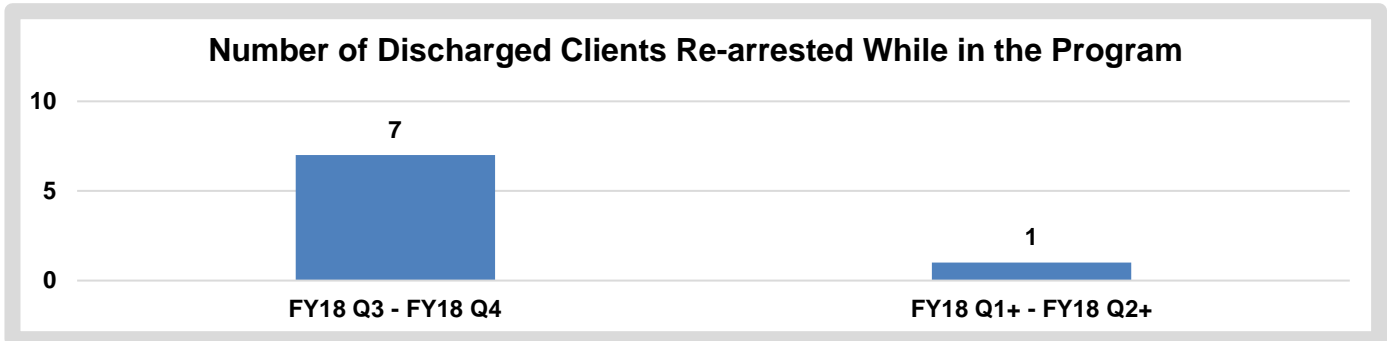 Number of Discharged Clients Re-arrested While in the Program
10
7
5
1
0
FY18 Q3 - FY18 Q4
FY18 Q1+ - FY18 Q2+